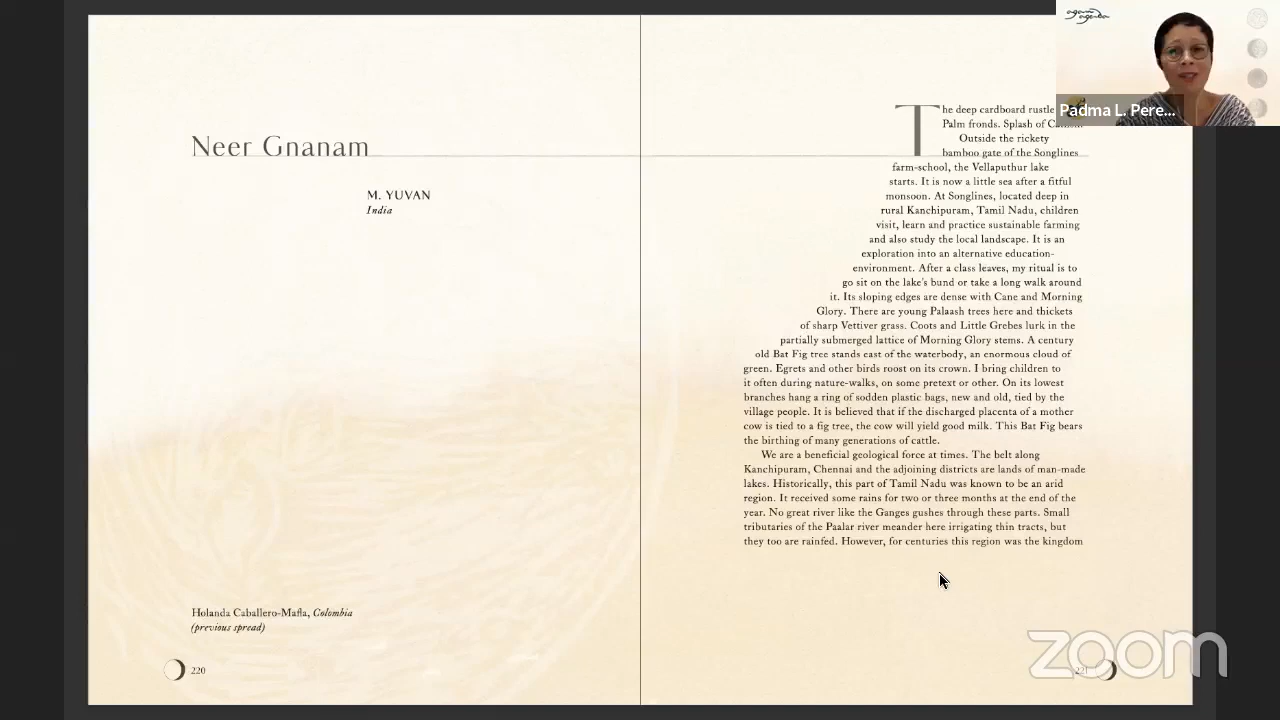 agam
agenda
Padma L. Pere...
Neer Gnanam
M. YUVAN
India
Holanda Caballero-Mafla, Colombia
(previous spread)
220
The deep cardboard rustle
Palm fronds. Splash of
Outside the rickety
bamboo gate of the Songlines
farm-school, the Vellaputhur lake
starts. It is now a little sea after a fitful
monsoon. At Songlines, located deep in
rural Kanchipuram, Tamil Nadu, children
visit, learn and practice sustainable farming
and also study the local landscape. It is an
exploration into an alternative education-
environment. After a class leaves, my ritual is to
go sit on the lake's bund or take a long walk around
it. Its sloping edges are dense with Cane and Morning
Glory. There are young Palaash trees here and thickets
of sharp Vettiver grass. Coots and Little Grebes lurk in the
partially submerged lattice of Morning Glory stems. A century
old Bat Fig tree stands east of the waterbody, an enormous cloud of
green. Egrets and other birds roost on its crown. I bring children to
it often during nature-walks, on some pretext or other. On its lowest
branches hang a ring of sodden plastic bags, new and old, tied by the
village people. It is believed that if the discharged placenta of a mother
cow is tied to a fig tree, the cow will yield good milk. This Bat Fig bears
the birthing of many generations of cattle.
We are a beneficial geological force at times. The belt along
Kanchipuram, Chennai and the adjoining districts are lands of man-made
lakes. Historically, this part of Tamil Nadu was known to be an arid
region. It received some rains for two or three months at the end of the
year. No great river like the Ganges gushes through these parts. Small
tributaries of the Paalar river meander here irrigating thin tracts, but
they too are rainfed. However, for centuries this region was the kingdom
221
zoom